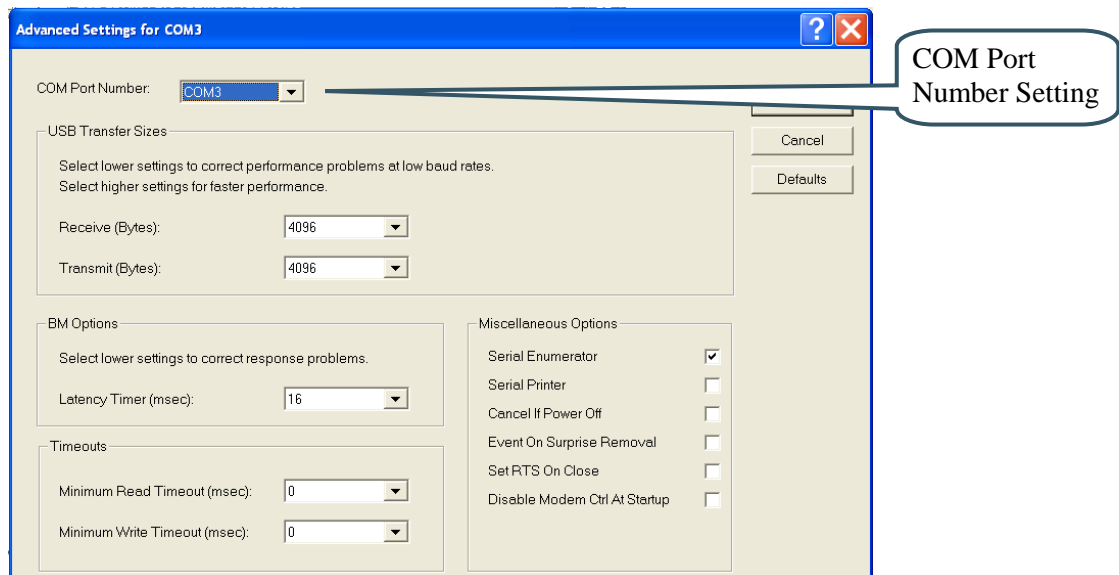 Advanced Settings for COM3
COM Port
Number Setting
COM Port Number:
COM3
USB Transfer Sizes
Cancel
Select lower settings to correct performance problems at low baud rates.
Select higher settings for faster performance.
Defaults
Receive (Bytes):
4096
Transmit (Bytes):
4096
BM Options
Select lower settings to correct response problems.
Latency Timer (msec):
16
Timeouts
Minimum Read Timeout (msec):
0
Minimum Write Timeout (msec):
0
Miscellaneous Options
Serial Enumerator
Serial Printer
Cancel If Power Off
Event On Surprise Removal
Set RTS On Close
Disable Modem Ctrl At Startup